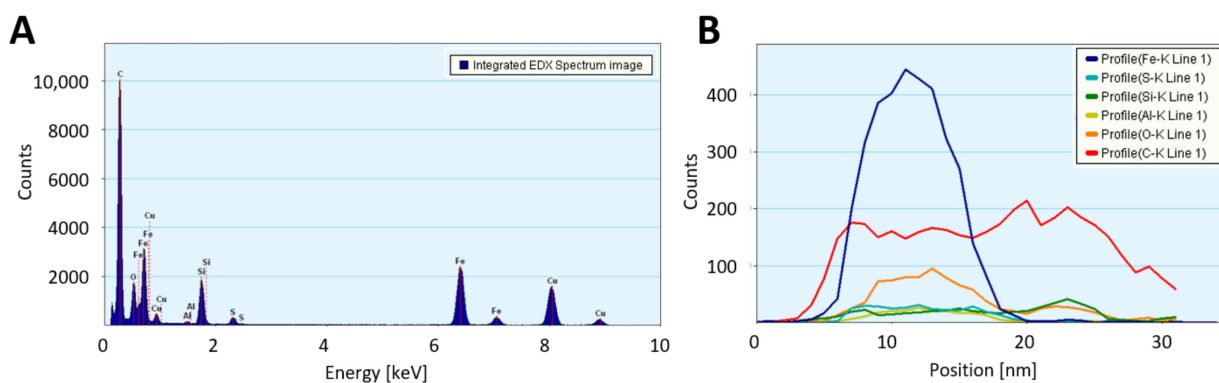 A
Integrated EDX Spectrum image
Counts
10,000
8000
6000
4000
2000
0
2
4
6
8
10
Energy [keV]
C
O
Fe
Fe
Fe
Cu
Cu
Cu
Al
Al
Si
Si
S
S
Fe
Fe
Cu
Cu
B
Profile(Fe-K Line 1)
Profile(S-K Line 1)
Profile(Si-K Line 1)
Profile(Al-K Line 1)
Profile(O-K Line 1)
Profile(C-K Line 1)
Counts
400
300
200
100
0
10
20
30
Position [nm]